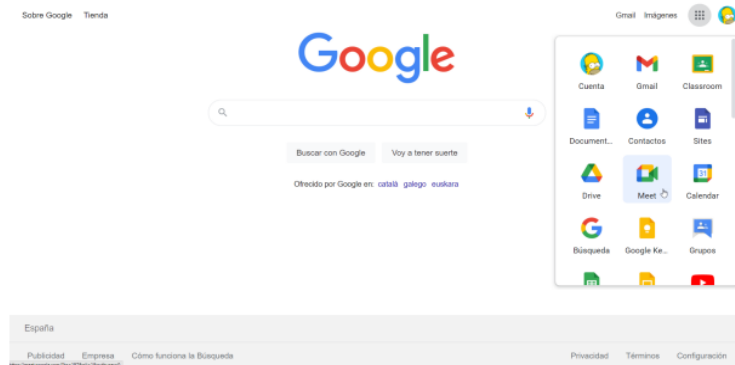 Sobre Google Tienda
Gmail Imágenes
Google
Buscar con Google Voy a tener suerte
Ofrecido por Google en: català galego euskara
Cuenta Gmail Classroom
Document... Contactos Sites
Drive Meet Calendar
31
Búsqueda Google Ke... Grupos
España
Publicidad Empresa Cómo funciona la Búsqueda
Privacidad Términos Configuración